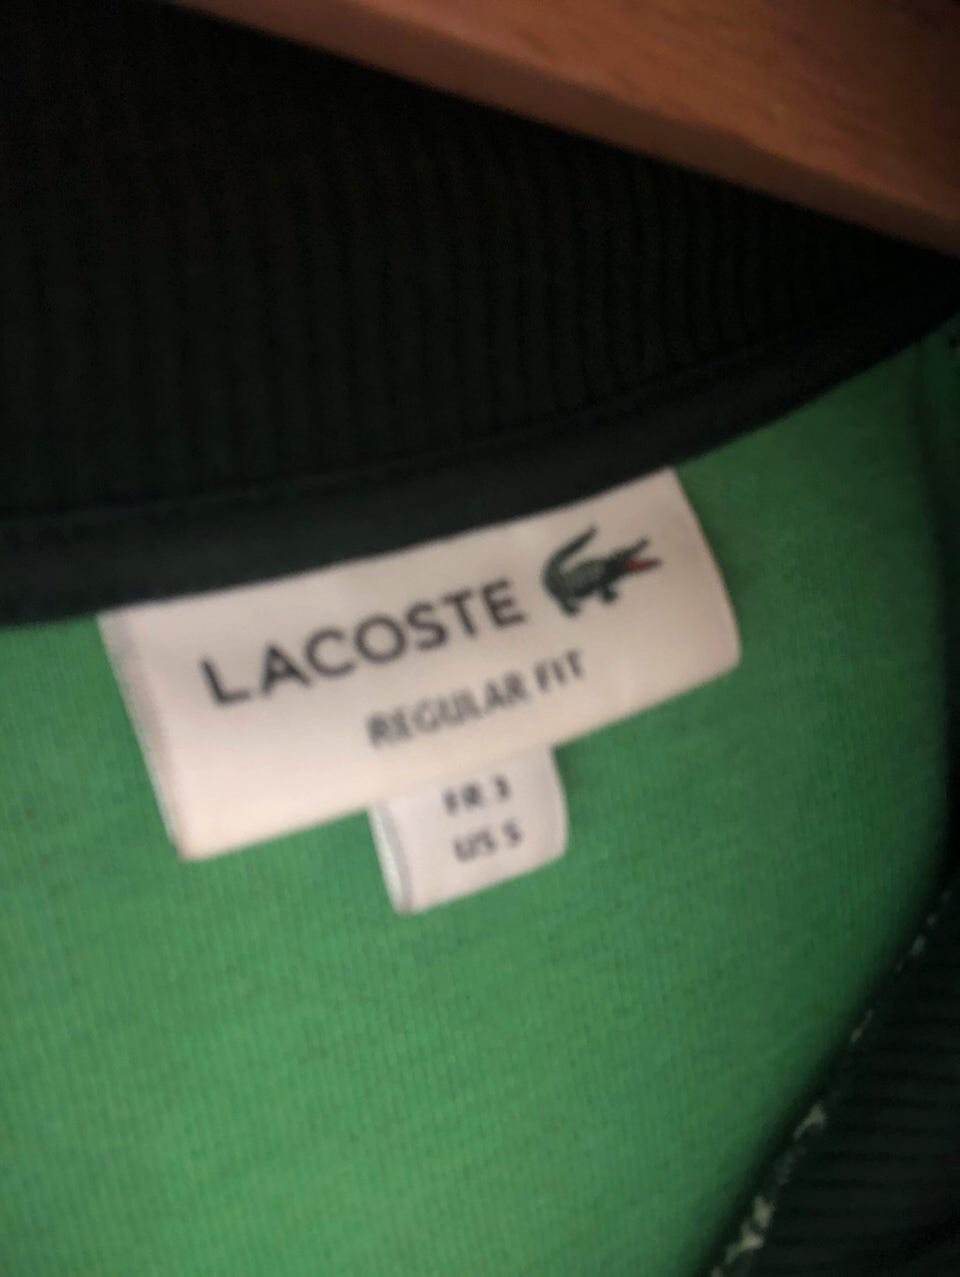 LACOSTE
REGULAR FIT
FR 3
US S